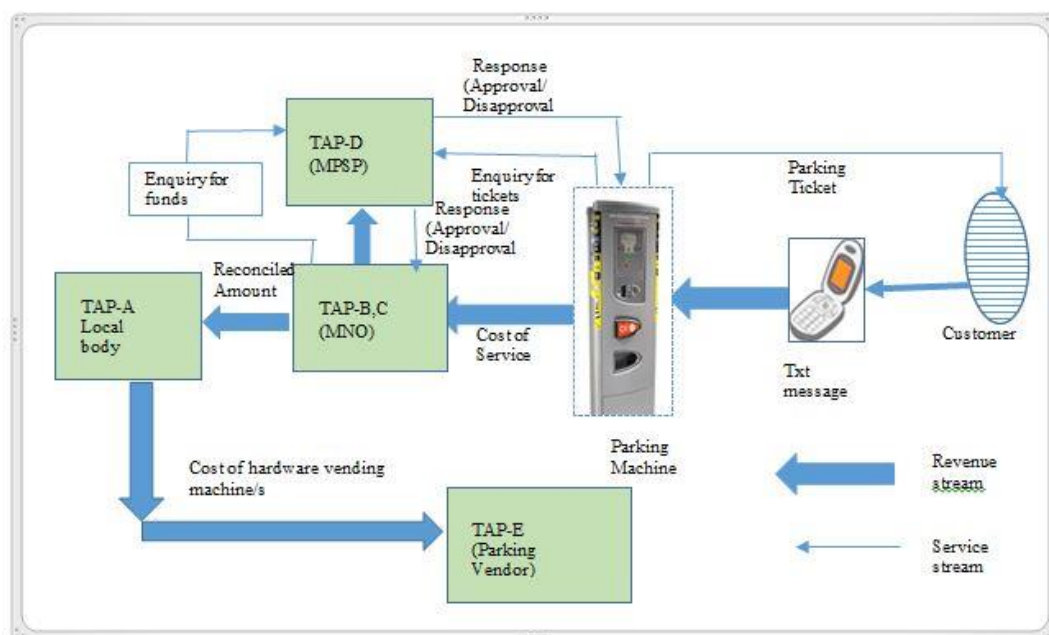 Response
(Approval/
Disapproval
TAP-D
(MPSP)
Parking
Ticket
Enquiry for
funds
Enquiry for
tickets
Response
(Approval/
Disapproval
Reconciled
Amount
TAP-A
Local
body
TAP-B,C
(MNO)
Cost of
Service
Customer
Txt
message
Parking
Machine
Cost of hardware vending
machine/s
Revenue
stream
TAP-E
(Parking
Vendor)
Service
stream